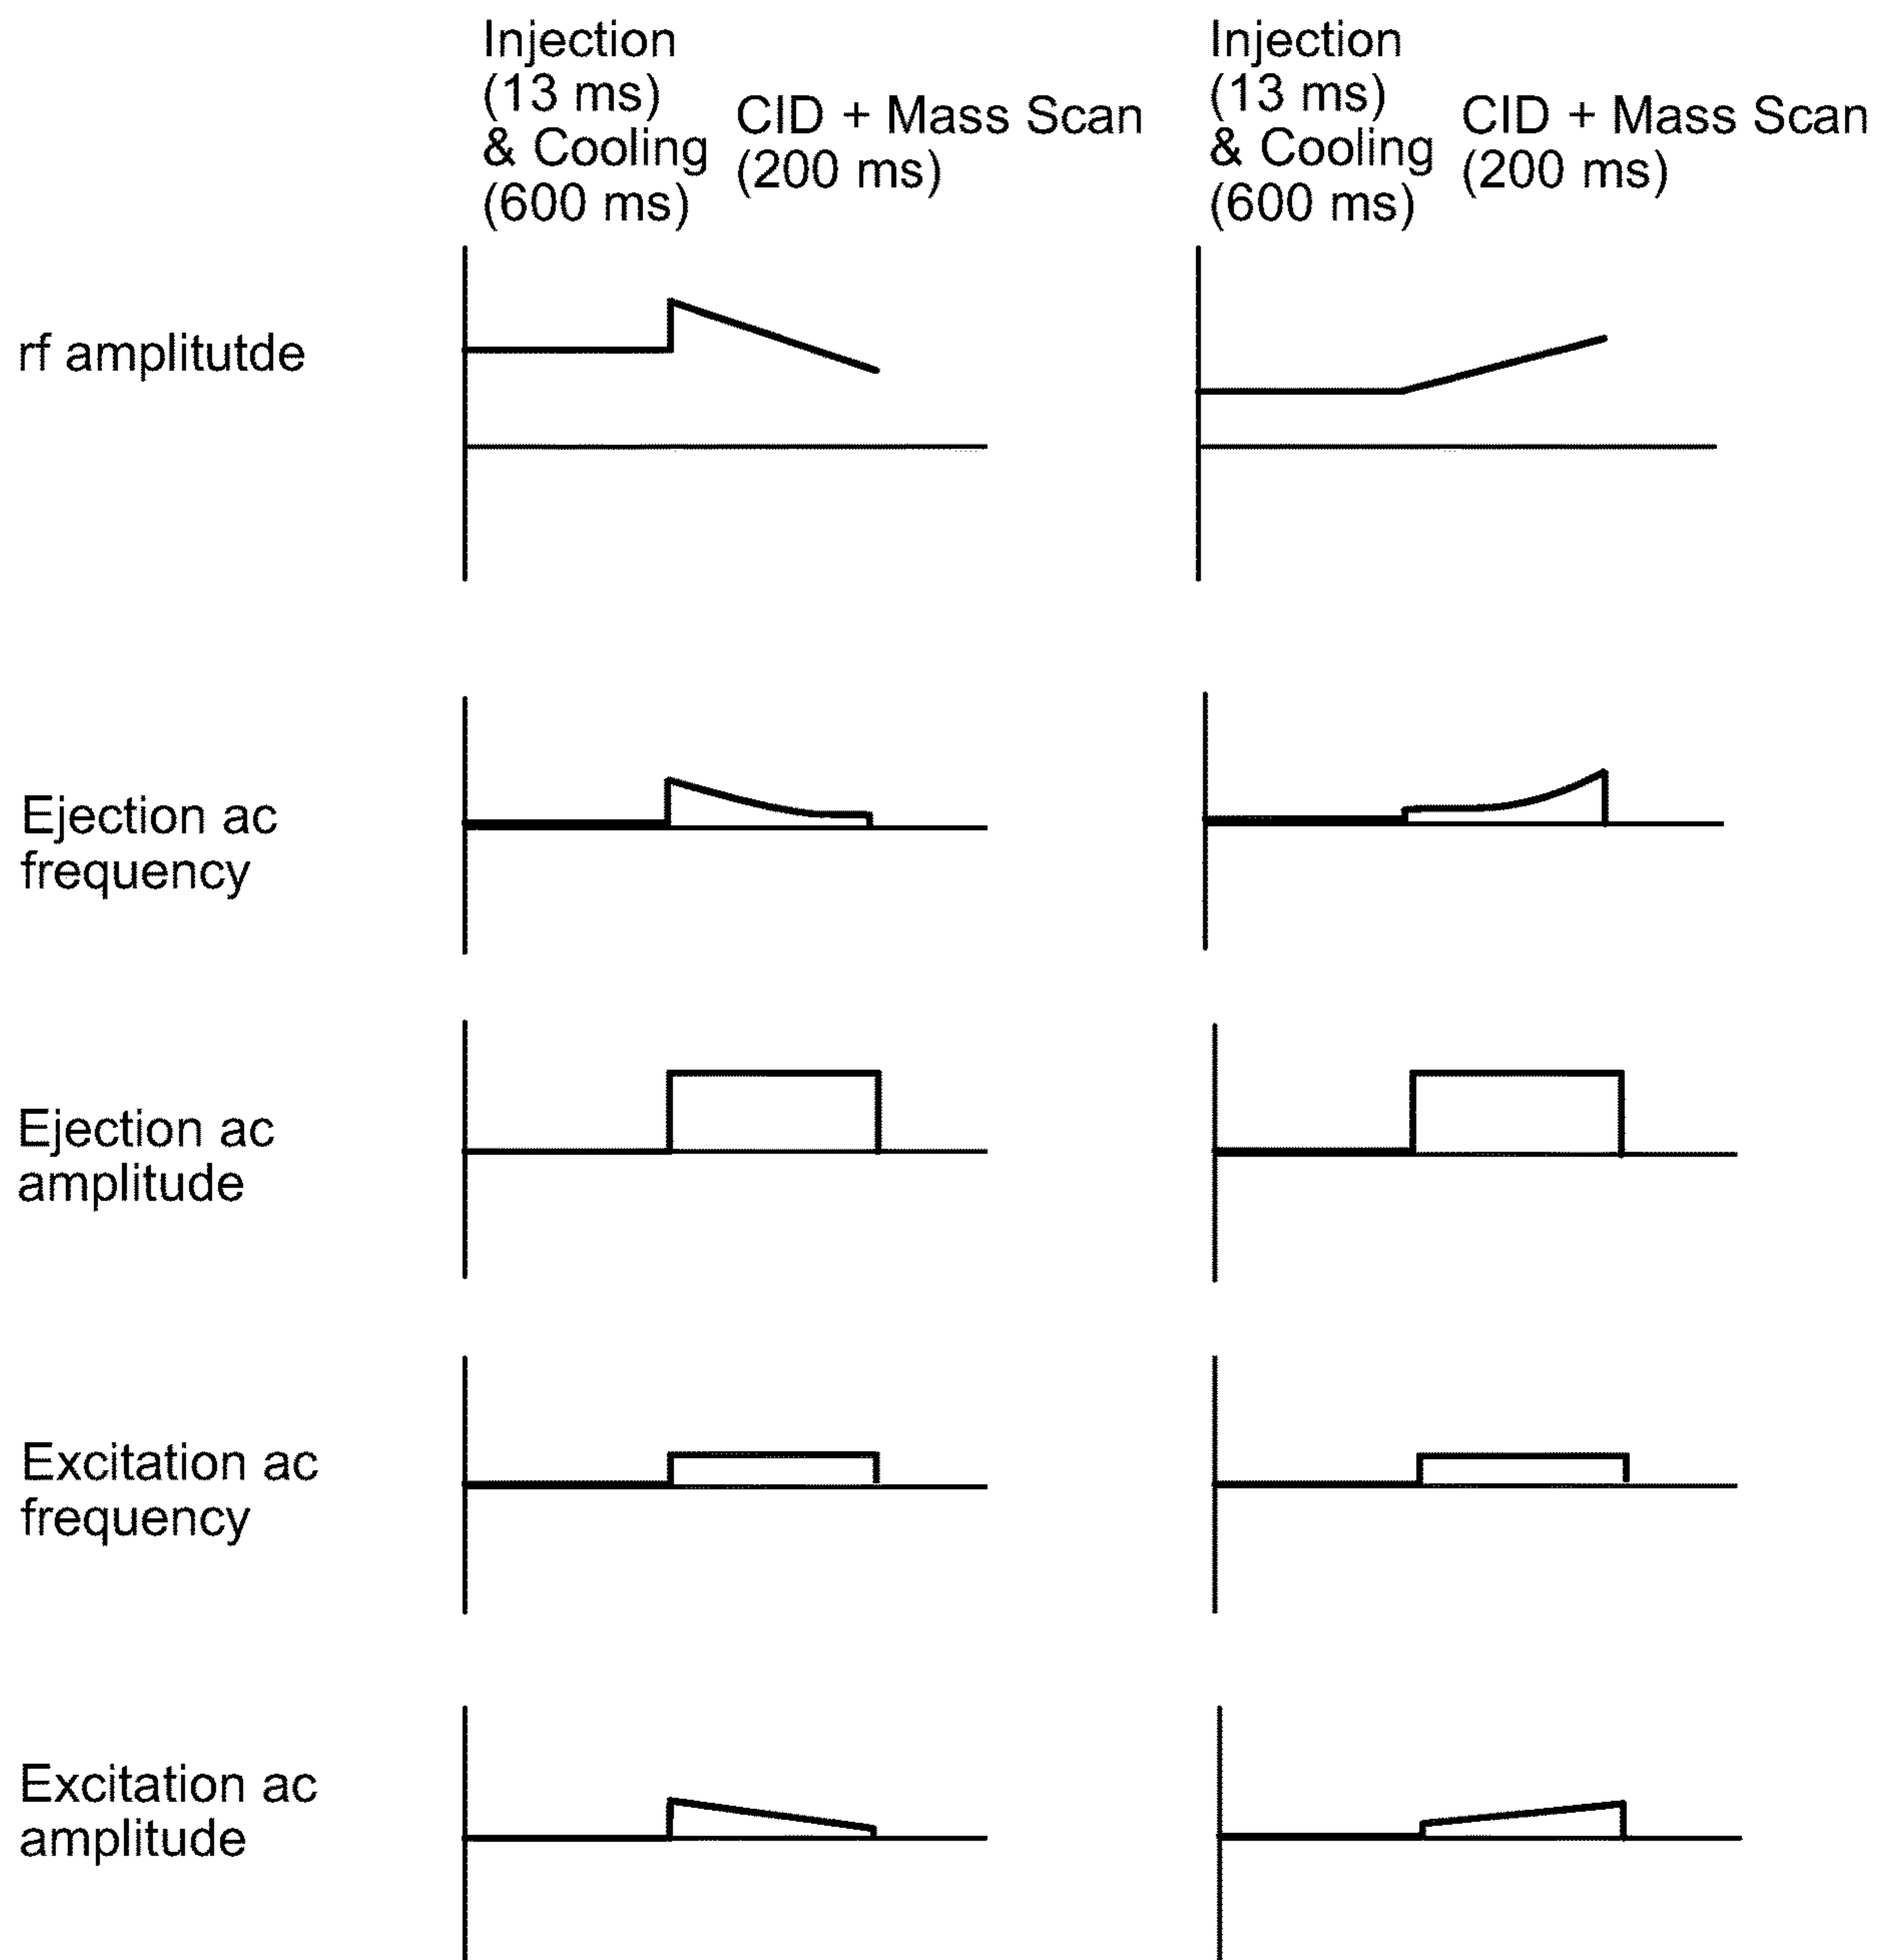 Injection
(13 ms)
& Cooling
(600 ms)
CID + Mass Scan
(200 ms)
Injection
(13 ms)
& Cooling
(600 ms)
CID + Mass Scan
(200 ms)
rf amplitutde
Ejection ac
frequency
Ejection ac
amplitude
Excitation ac
frequency
Excitation ac
amplitude